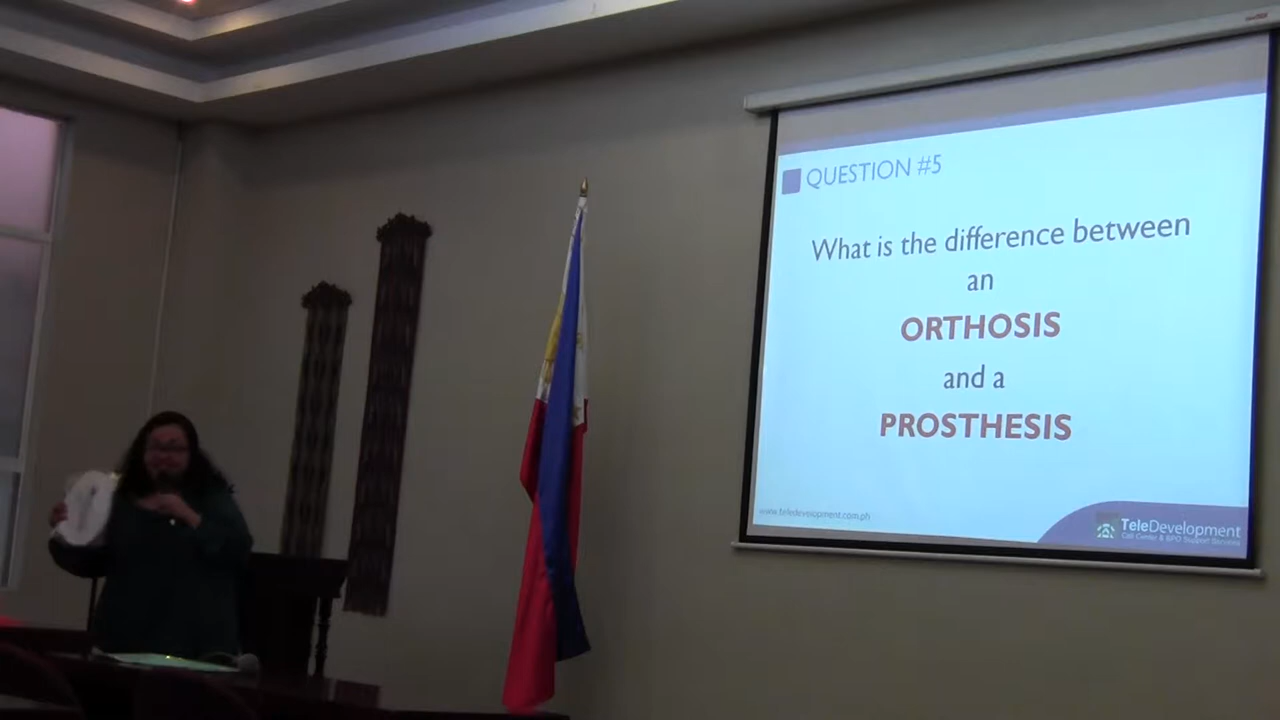 QUESTION #5
What is the difference between
an
ORTHOSIS
and a
PROSTHESIS
www.teledevelopment.com.ph
TeleDevelopment
Call Center & BPO Support Services